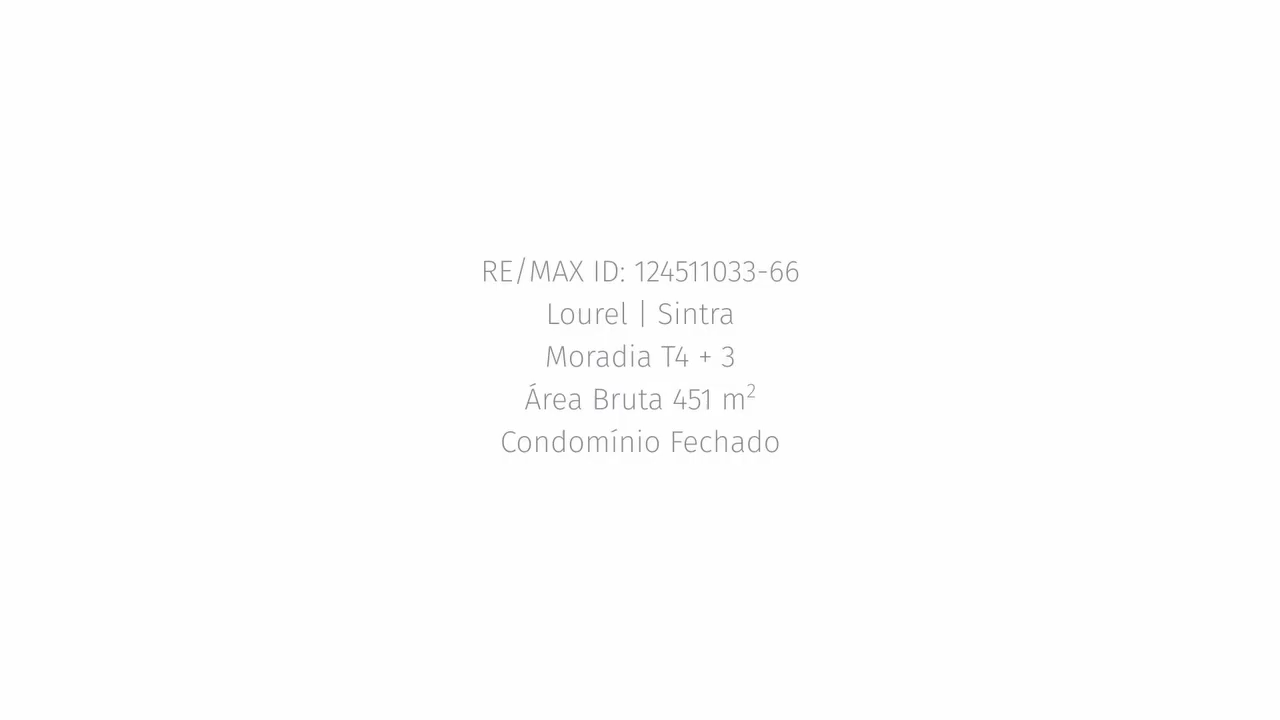 RE/MAX ID: 124511033-66
Lourel | Sintra
Moradia T4 + 3
Área Bruta 451 m²
Condomínio Fechado